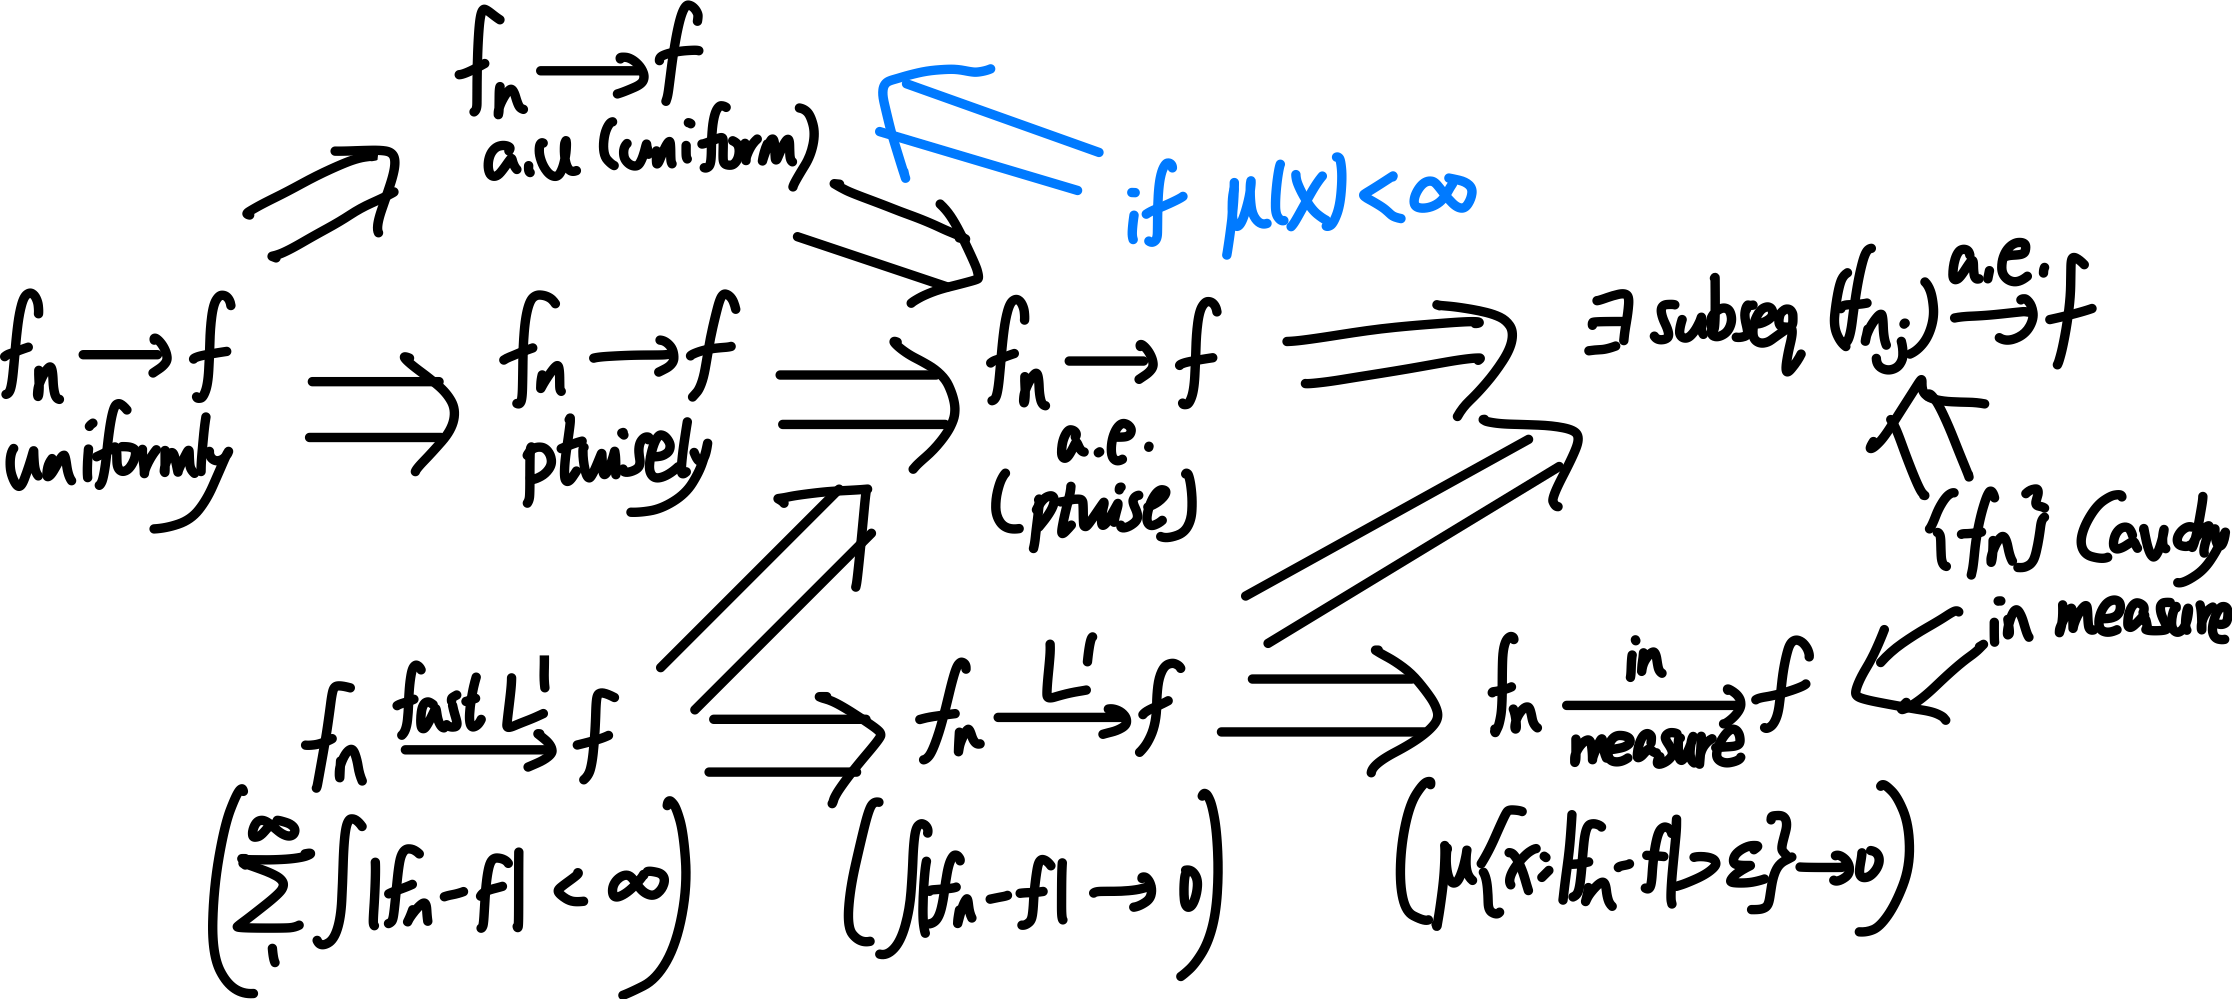 fₙ → f
a.u (uniform)
if μ(X) < ∞
fₙ → f
uniformly
⇒
fₙ → f
ptwisely
⇒
fₙ → f
a.e.
(ptwise)
⇒
∃ subseq (fₙⱼ) a.e.→ f
{fₙ} Cauchy
in measure
fₙ fast L¹→ f
(∑₁^∞ ∫|fₙ - f| < ∞)
⇒
fₙ L¹→ f
(∫|fₙ - f| → 0)
⇒
fₙ in measure→ f
(μ{x: |fₙ - f| > ε} → 0)